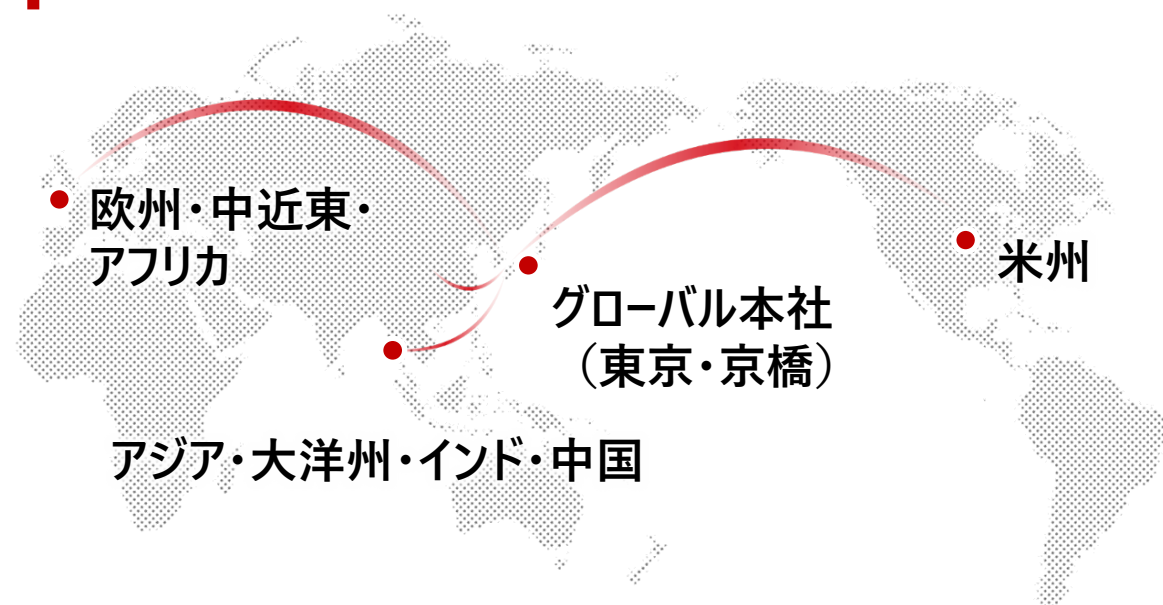 欧州・中近東・
アフリカ
米州
グローバル本社
（東京・京橋）
アジア・大洋州・インド・中国